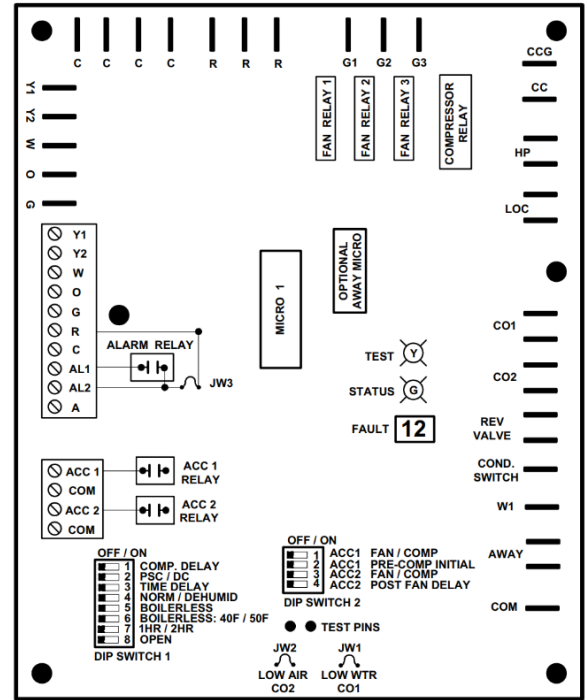 C C C C R R R G1 G2 G3
CCG
CC
HP
LOC
Y1
Y2
W
O
G
FAN RELAY 1
FAN RELAY 2
FAN RELAY 3
COMPRESSOR RELAY
Y1
Y2
W
O
G
R
C
AL1
AL2
A
ALARM RELAY
JW3
MICRO 1
OPTIONAL AWAY MICRO
TEST Y
STATUS G
FAULT 12
CO1
CO2
REV
VALVE
COND.
SWITCH
W1
AWAY
COM
ACC 1
COM
ACC 2
COM
ACC 1
RELAY
ACC 2
RELAY
OFF / ON
1 COMP. DELAY
2 PSC / DC
3 TIME DELAY
4 NORM / DEHUMID
5 BOILERLESS
6 BOILERLESS: 40F / 50F
7 1HR / 2HR
8 OPEN
DIP SWITCH 1
OFF / ON
1 ACC1 FAN / COMP
2 ACC1 PRE-COMP INITIAL
3 ACC2 FAN / COMP
4 ACC2 POST FAN DELAY
DIP SWITCH 2
TEST PINS
JW2
LOW AIR
CO2
JW1
LOW WTR
CO1